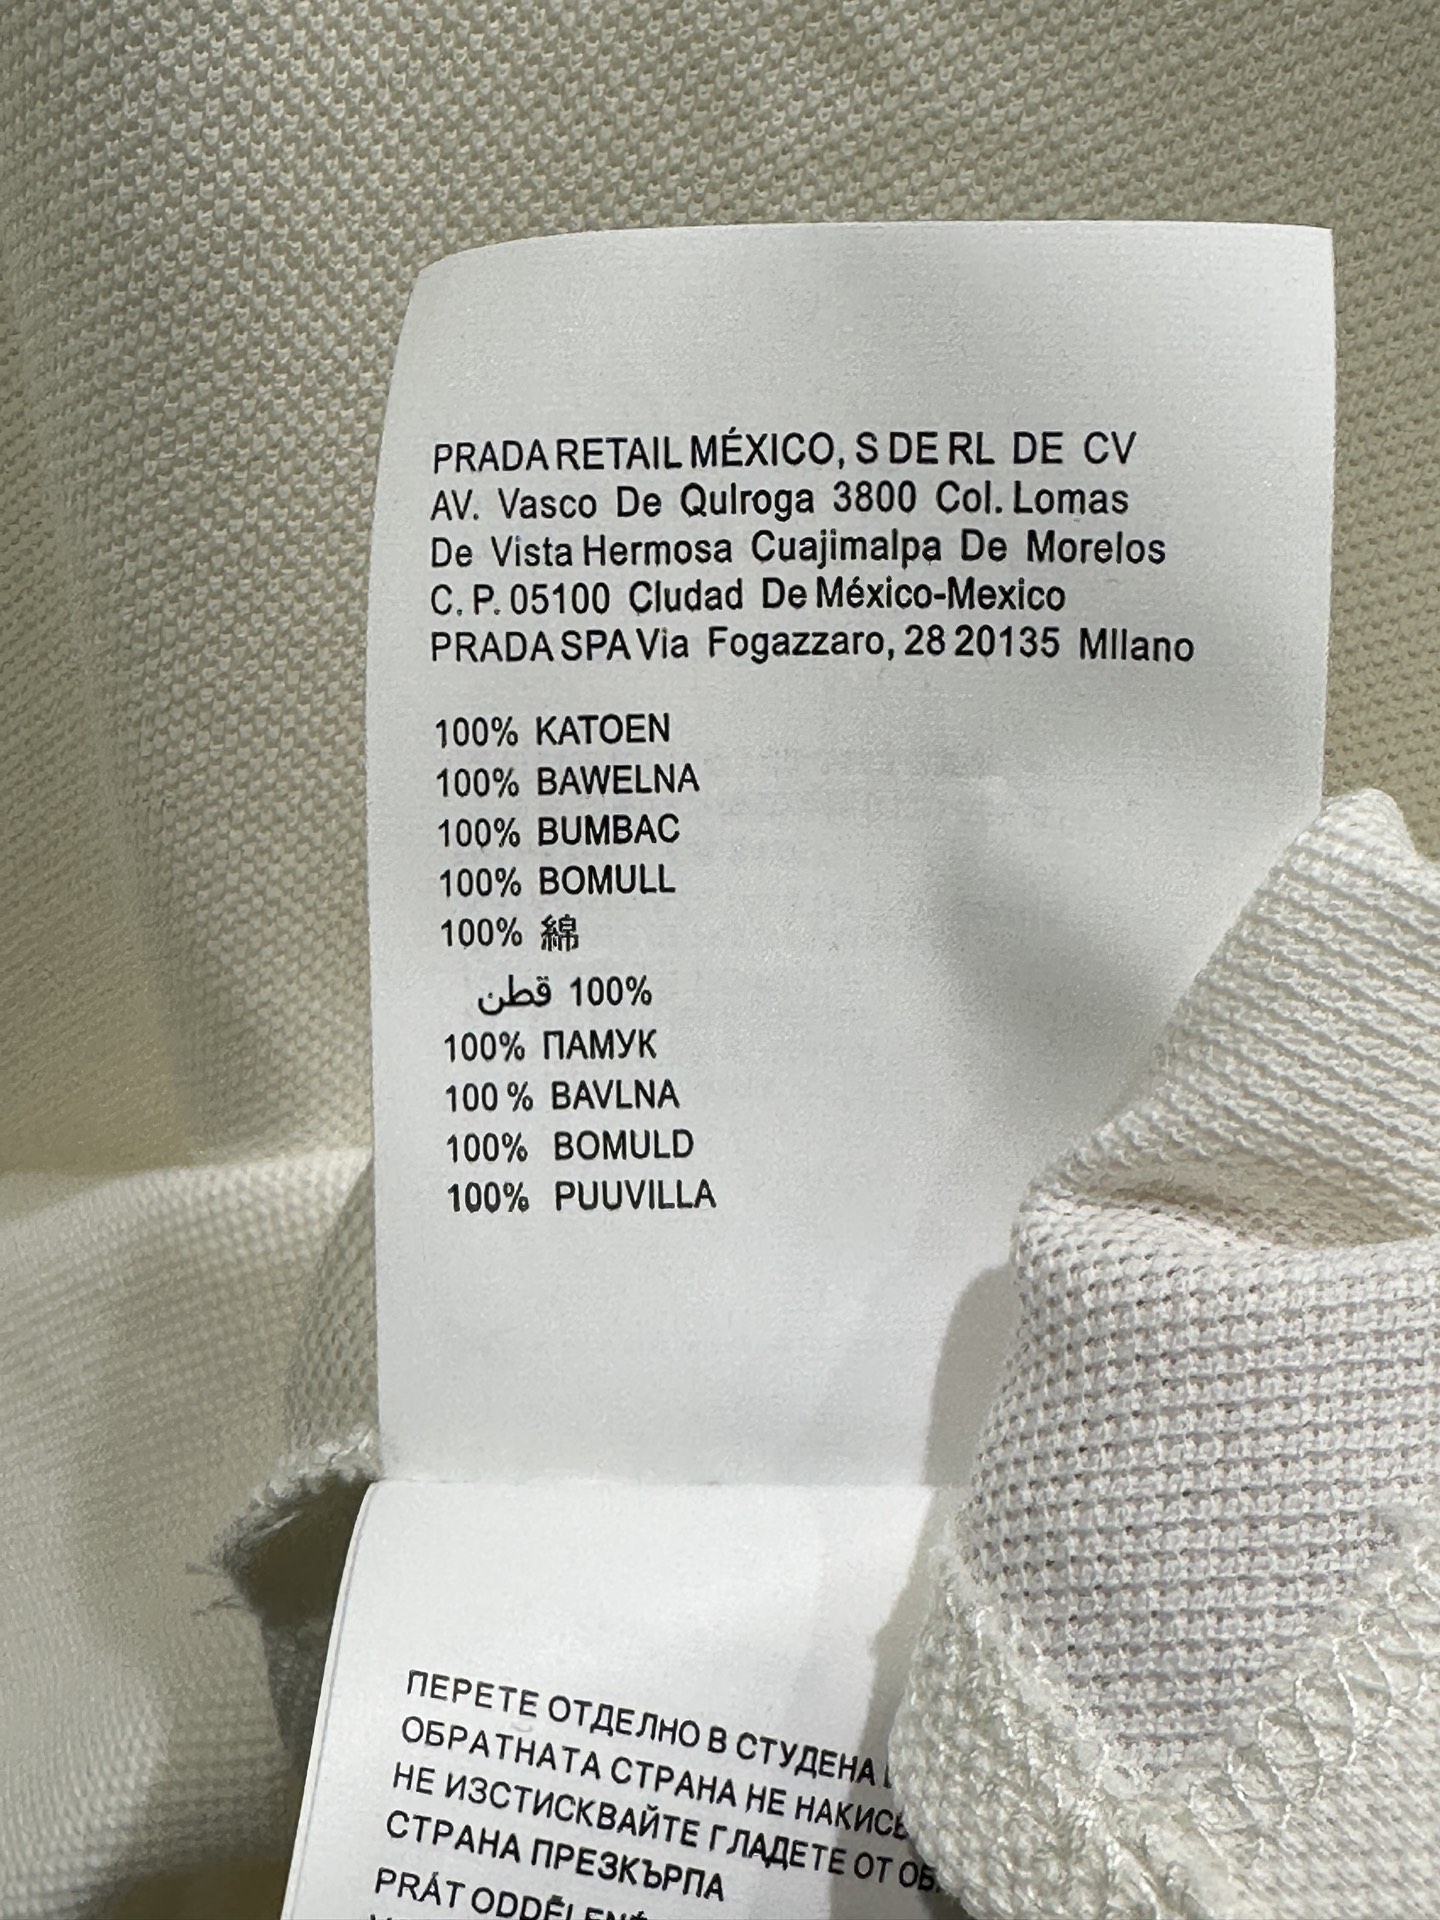 PRADA RETAIL MÉXICO, S DE RL DE CV
AV. Vasco De Qulroga 3800 Col. Lomas
De Vista Hermosa Cuajimalpa De Morelos
C. P. 05100 Cludad De México-Mexico
PRADA SPA Via Fogazzaro, 28 20135 Mllano
100% KATOEN
100% BAWELNA
100% BUMBAC
100% BOMULL
100% 綿
100% قطن
100% ПАМУК
100 % BAVLNA
100% BOMULD
100% PUUVILLA
ПЕРЕТЕ ОТДЕЛНО В СТУДЕНА
ОБРАТНАТА СТРАНА НЕ
НЕ ИЗСТИСКВАЙТЕ ГЛАДЕТЕ ОТ
СТРАНА ПРЕЗКЪРПА
PRÁT